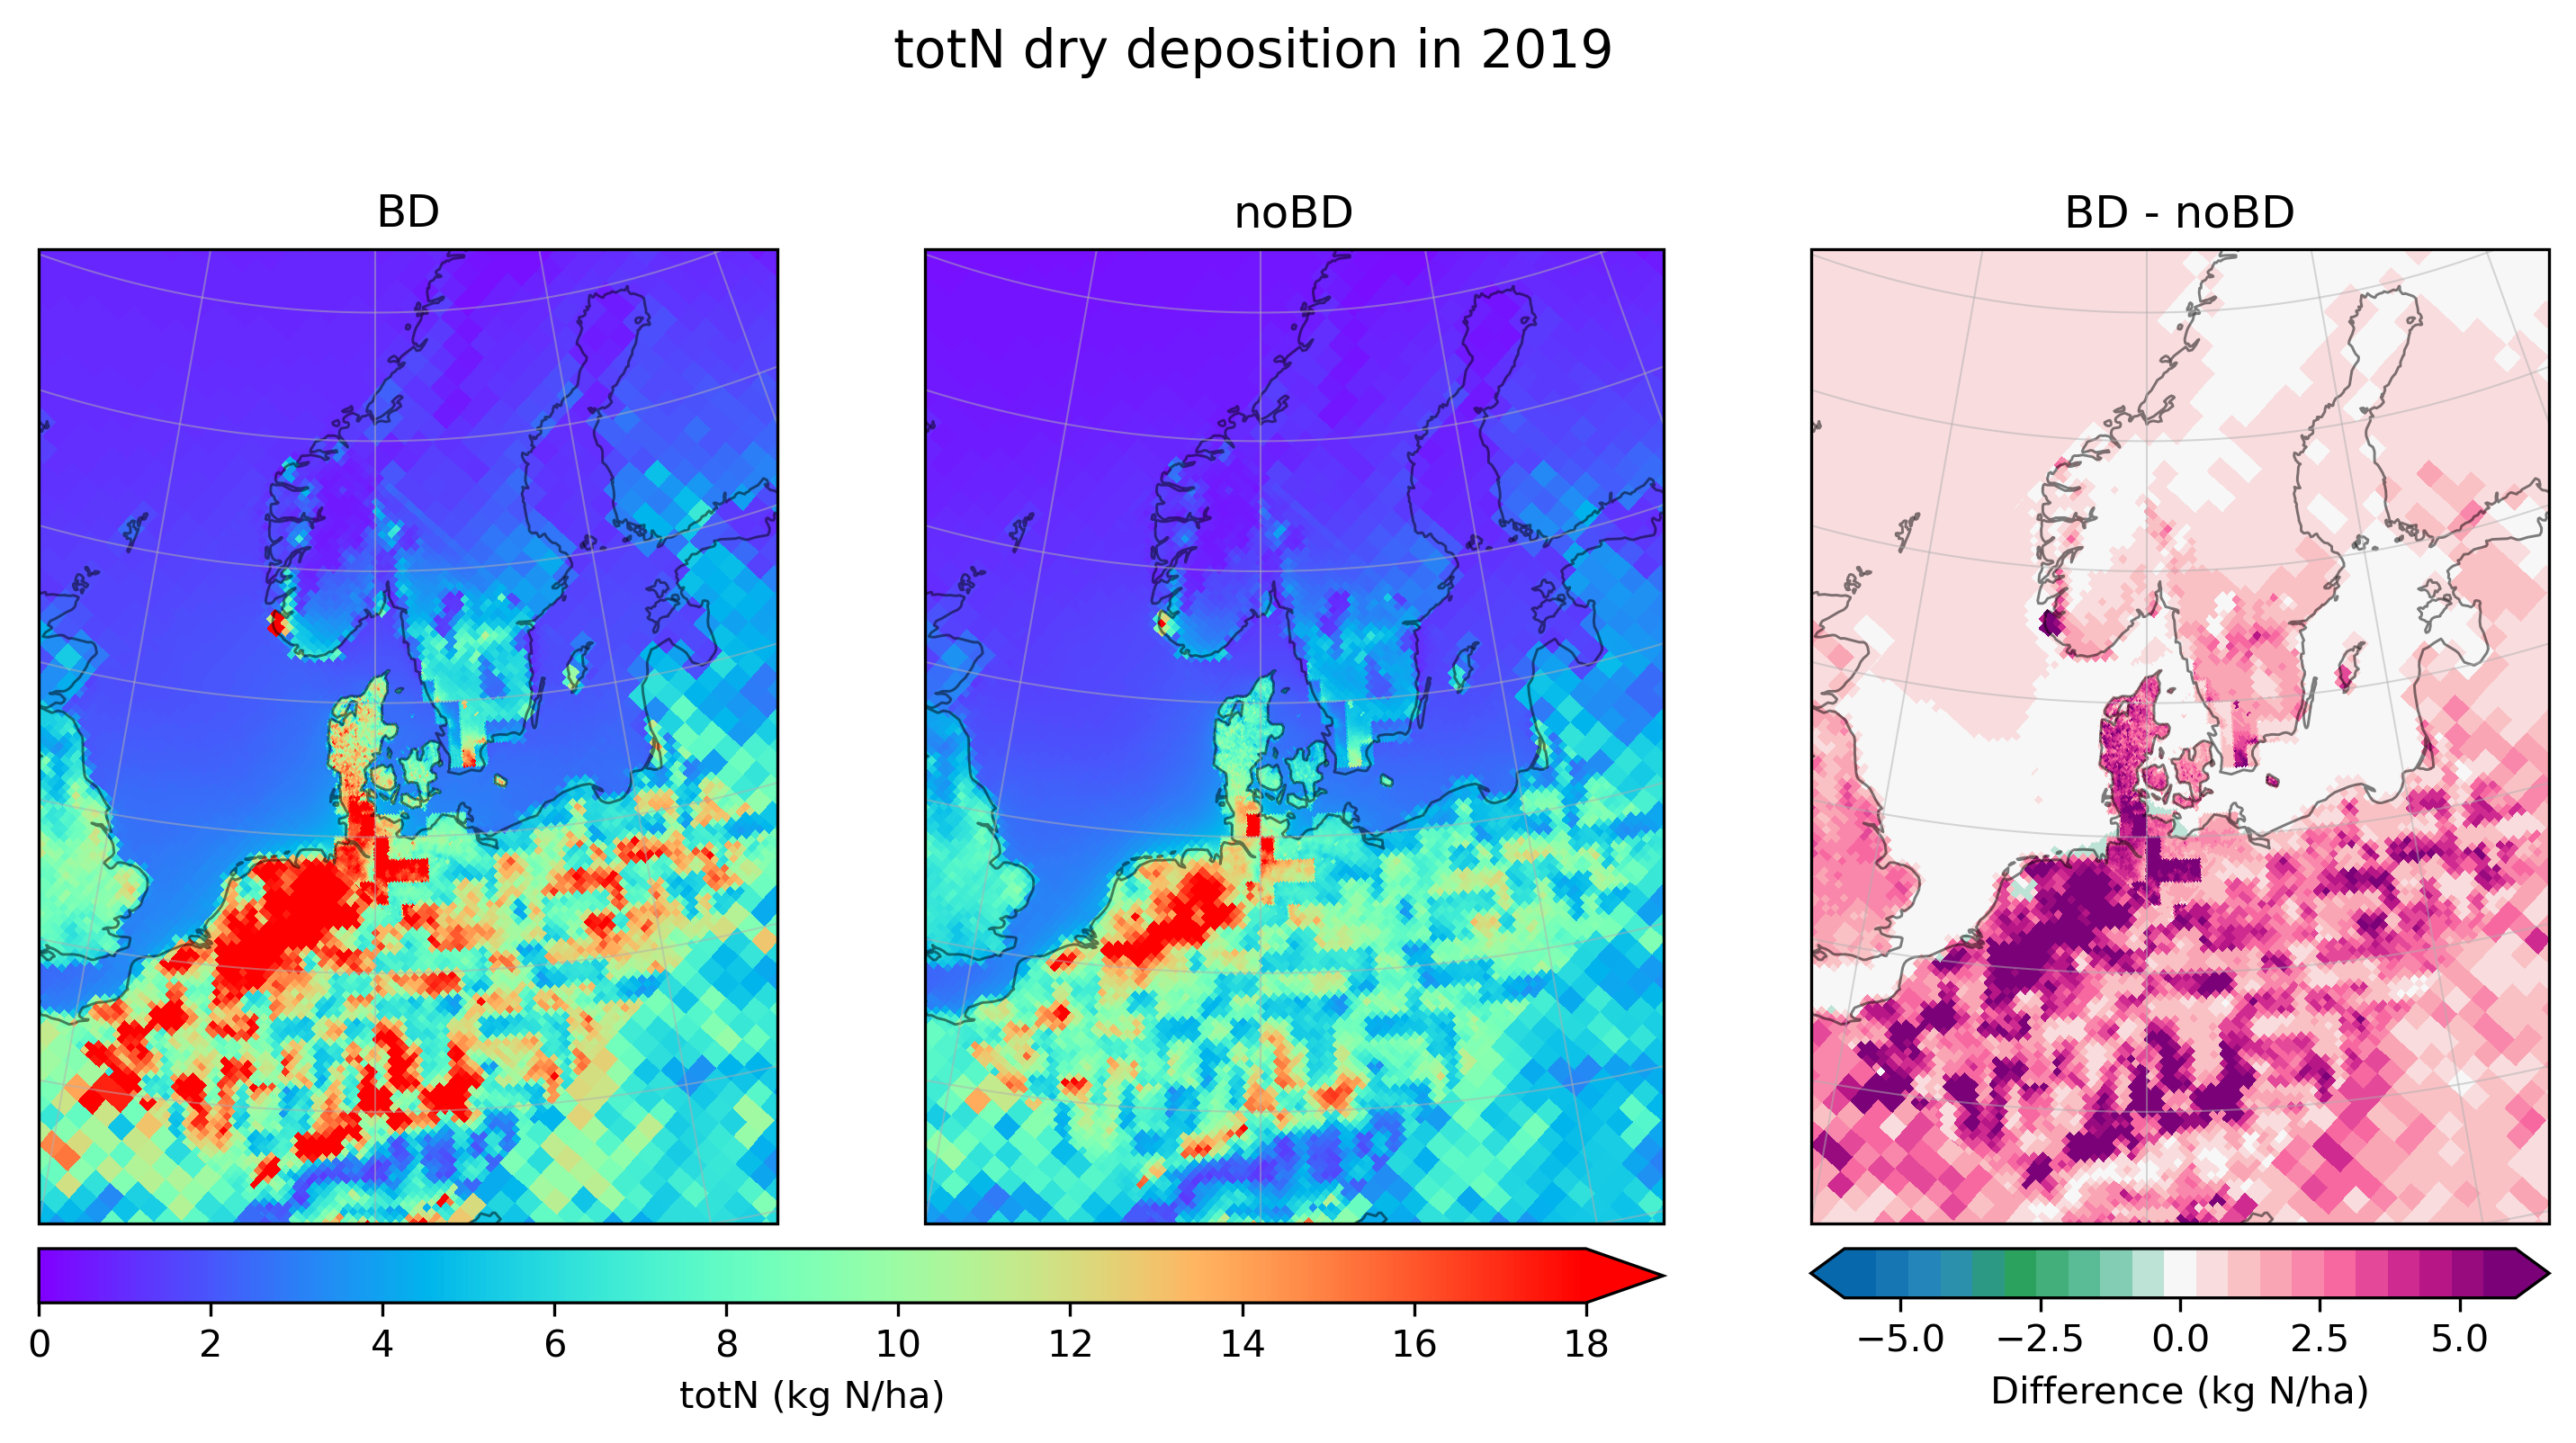 totN dry deposition in 2019
BD
noBD
BD - noBD
0 2 4 6 8 10 12 14 16 18
totN (kg N/ha)
−5.0 −2.5 0.0 2.5 5.0
Difference (kg N/ha)